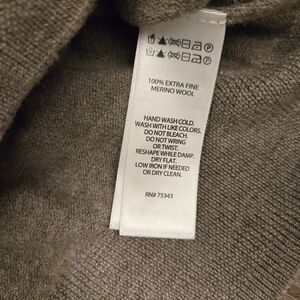 100% EXTRA FINE
MERINO WOOL
HAND WASH COLD.
WASH WITH LIKE COLORS.
DO NOT BLEACH.
DO NOT WRING
OR TWIST.
RESHAPE WHILE DAMP.
DRY FLAT.
LOW IRON IF NEEDED
OR DRY CLEAN.
RN# 75343